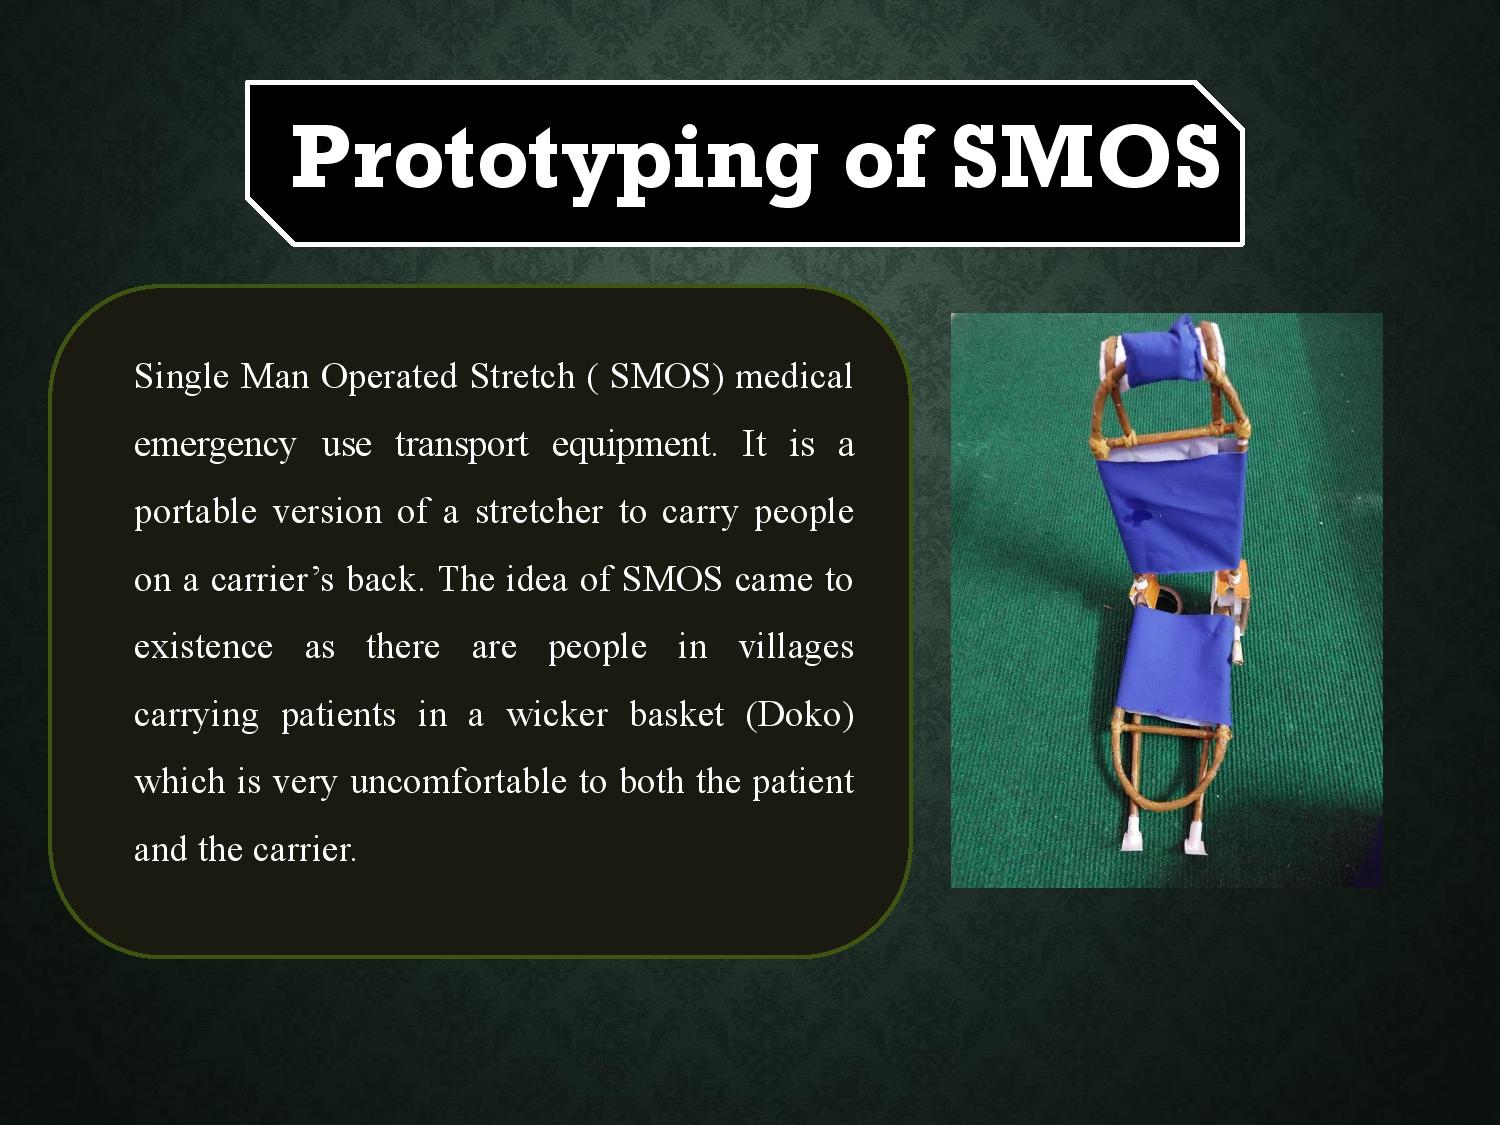 Prototyping of SMOS
Single Man Operated Stretch ( SMOS) medical
emergency use transport equipment. It is a
portable version of a stretcher to carry people
on a carrier’s back. The idea of SMOS came to
existence as there are people in villages
carrying patients in a wicker basket (Doko)
which is very uncomfortable to both the patient
and the carrier.